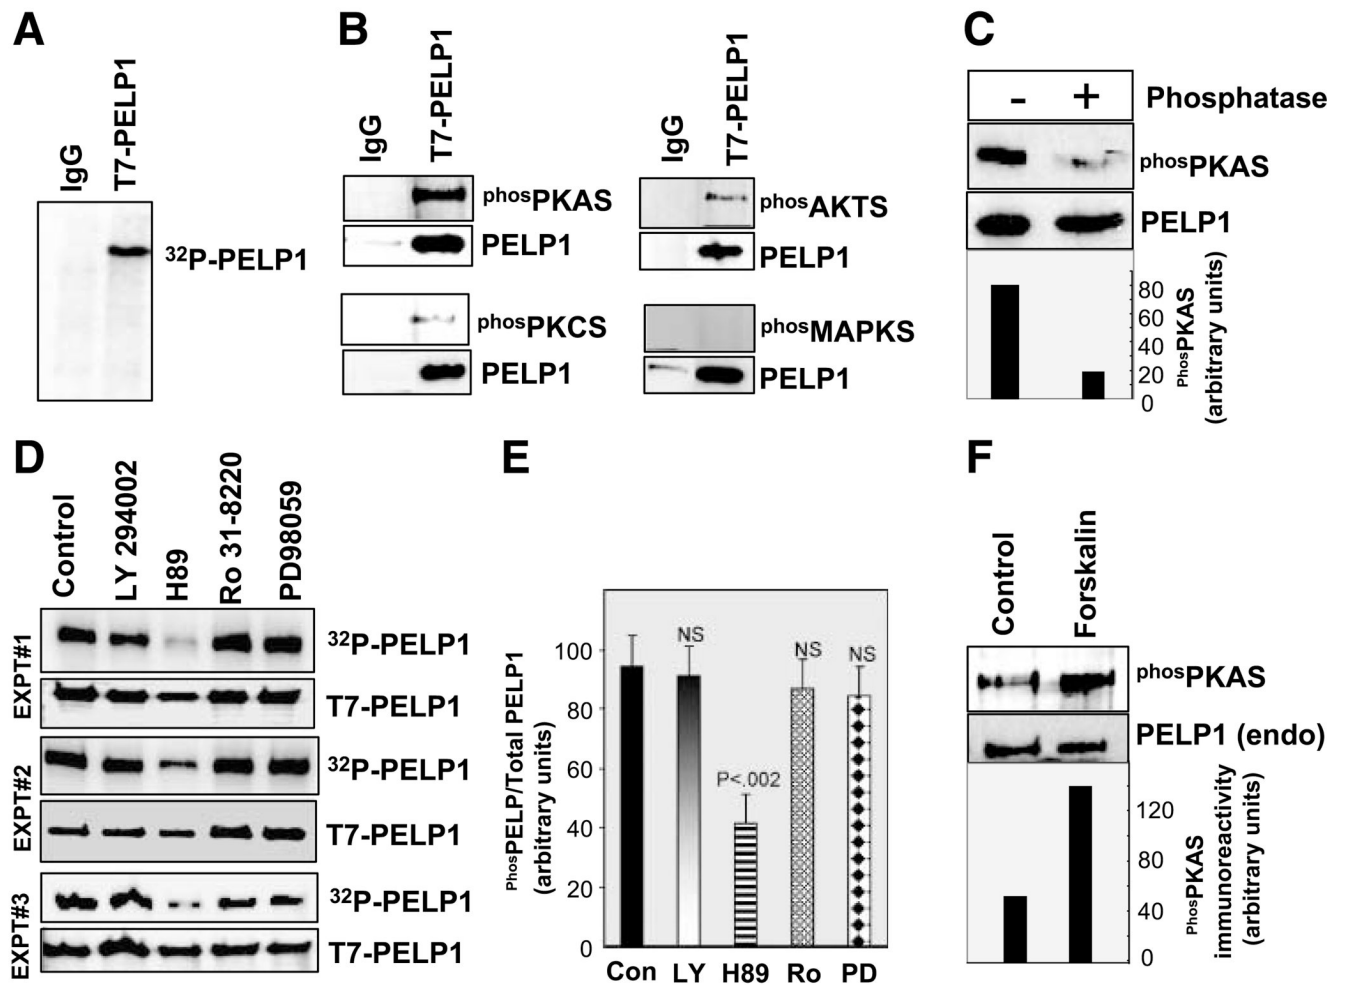 A
IgG
T7-PELP1
32P-PELP1
B
IgG
T7-PELP1
phosPKAS
PELP1
phosPKCS
PELP1
IgG
T7-PELP1
phosAKTS
PELP1
phosMAPKS
PELP1
C
- + Phosphatase
phosPKAS
PELP1
80
60
40
20
0
PhosPKAS
(arbitrary units)
D
Control
LY 294002
H89
Ro 31-8220
PD98059
EXPT#1
32P-PELP1
T7-PELP1
EXPT#2
32P-PELP1
T7-PELP1
EXPT#3
32P-PELP1
T7-PELP1
E
PhosPELP/Total PELP1
(arbitrary units)
100
80
60
40
20
0
NS
P<.002
NS
NS
Con LY H89 Ro PD
F
Control
Forskalin
phosPKAS
PELP1 (endo)
120
80
40
0
PhosPKAS
immunoreactivity
(arbitrary units)